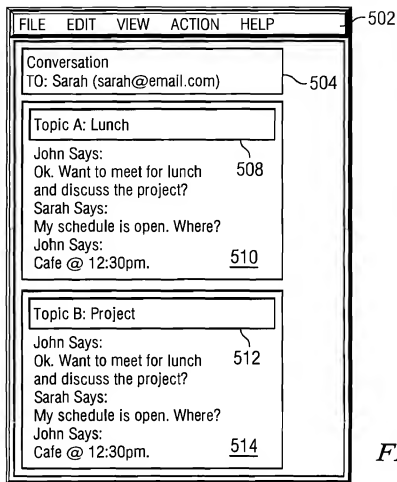 FILE EDIT VIEW ACTION HELP
502
Conversation
TO: Sarah (sarah@email.com)
504
Topic A: Lunch
508
John Says:
Ok. Want to meet for lunch
and discuss the project?
Sarah Says:
My schedule is open. Where?
John Says:
Cafe @ 12:30pm.
510
Topic B: Project
512
John Says:
Ok. Want to meet for lunch
and discuss the project?
Sarah Says:
My schedule is open. Where?
John Says:
Cafe @ 12:30pm.
514